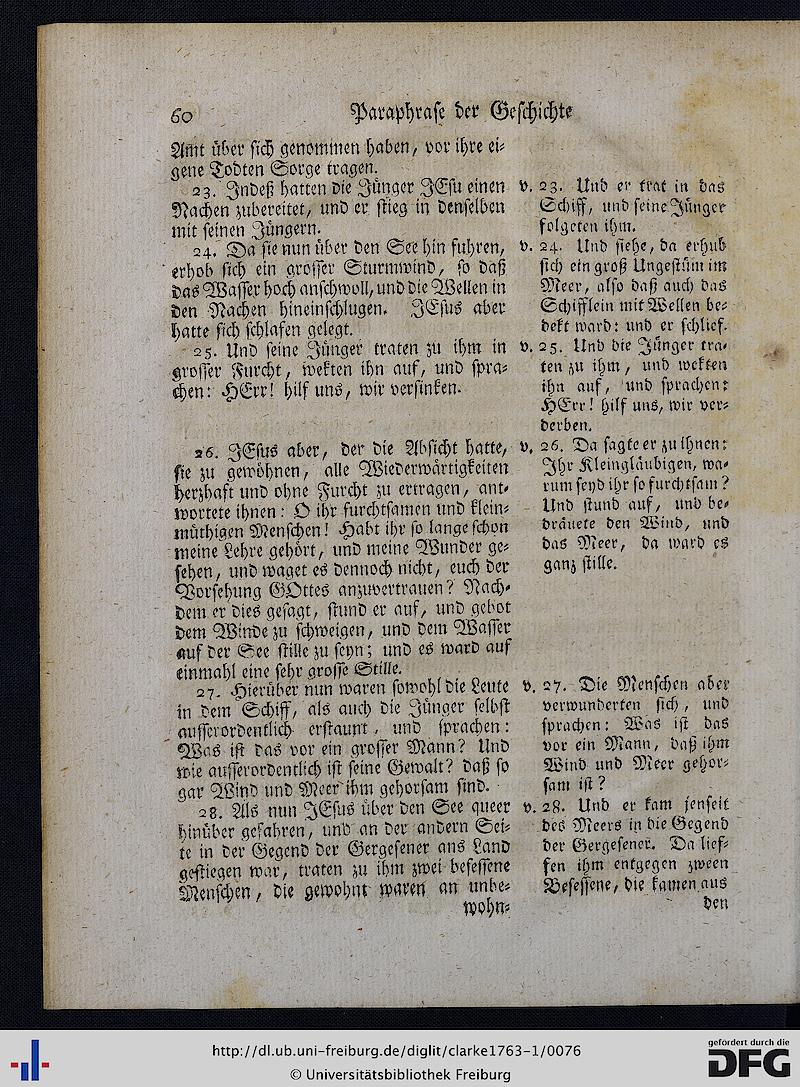 60 Paraphrase der Geschichte
Amt über sich genommen haben, vor ihre ei-
gene Todten Sorge tragen.
23. Indeß hatten die Jünger JEsu einen
Nachen zubereitet, und er stieg in denselben
mit seinen Jüngern.
24. Da sie nun über den See hin fuhren,
erhob sich ein grosser Sturmwind, so daß
das Wasser hoch anschwoll, und die Wellen in
den Nachen hineinschlugen. JEsus aber
hatte sich schlafen gelegt.
25. Und seine Jünger traten zu ihm in
grosser Furcht, wekten ihn auf, und spra-
chen: HErr! hilf uns, wir versinken.
26. JEsus aber, der die Absicht hatte,
sie zu gewöhnen, alle Wiederwärtigkeiten
herzhaft und ohne Furcht zu ertragen, ant-
wortete ihnen: O ihr furchtsamen und klein-
müthigen Menschen! Habt ihr so lange schon
meine Lehre gehört, und meine Wunder ge-
sehen, und waget es dennoch nicht, euch der
Vorsehung GOttes anzuvertrauen? Nach-
dem er dies gesagt, stund er auf, und gebot
dem Winde zu schweigen, und dem Wasser
auf der See stille zu seyn; und es ward auf
einmahl eine sehr grosse Stille.
27. Hierüber nun waren sowohl die Leute
in dem Schiff, als auch die Jünger selbst
ausserordentlich erstaunt, und sprachen:
Was ist das vor ein grosser Mann? Und
wie ausserordentlich ist seine Gewalt? daß so
gar Wind und Meer ihm gehorsam sind.
28. Als nun JEsus über den See queer
hinüber gefahren, und an der andern Sei-
te in der Gegend der Gergesener ans Land
gestiegen war, traten zu ihm zwei besessene
Menschen, die gewohnt waren an unbe-
wohn-
v. 23. Und er trat in das
Schiff, und seine Jünger
folgeten ihm.
v. 24. Und siehe, da erhub
sich ein groß Ungestüm im
Meer, also daß auch das
Schifflein mit Wellen be-
dekt ward: und er schlief.
v. 25. Und die Jünger tra-
ten zu ihm, und wekten
ihn auf, und sprachen:
HErr! hilf uns, wir ver-
derben.
v. 26. Da sagte er zu ihnen:
Ihr Kleingläubigen, wa-
rum seyd ihr so furchtsam?
Und stund auf, und be-
dräuete den Wind, und
das Meer, da ward es
ganz stille.
v. 27. Die Menschen aber
verwunderten sich, und
sprachen: Was ist das
vor ein Mann, daß ihm
Wind und Meer gehor-
sam ist?
v. 28. Und er kam jenseit
des Meers in die Gegend
der Gergesener. Da lief-
fen ihm entgegen zween
Besessene, die kamen aus
den
http://dl.ub.uni-freiburg.de/diglit/clarke1763-1/0076
© Universitätsbibliothek Freiburg
gefördert durch die
DFG